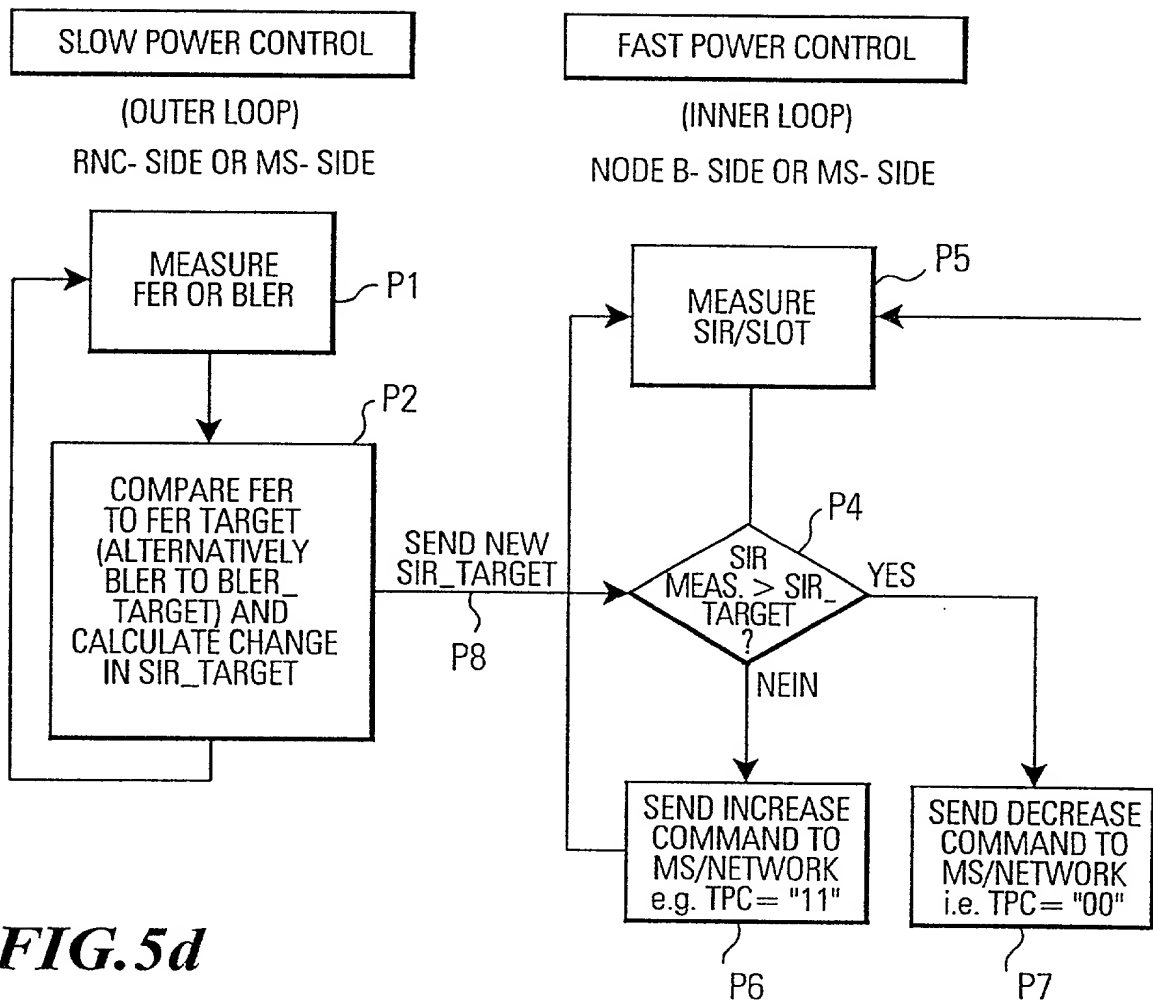 SLOW POWER CONTROL
(OUTER LOOP)
RNC- SIDE OR MS- SIDE
MEASURE
FER OR BLER
P1
P2
COMPARE FER
TO FER TARGET
(ALTERNATIVELY
BLER TO BLER_
TARGET) AND
CALCULATE CHANGE
IN SIR_TARGET
SEND NEW
SIR_TARGET
P8
FAST POWER CONTROL
(INNER LOOP)
NODE B- SIDE OR MS- SIDE
P5
MEASURE
SIR/SLOT
P4
SIR
MEAS. > SIR_
TARGET
?
YES
NEIN
SEND INCREASE
COMMAND TO
MS/NETWORK
e.g. TPC= "11"
P6
SEND DECREASE
COMMAND TO
MS/NETWORK
i.e. TPC= "00"
P7
FIG.5d